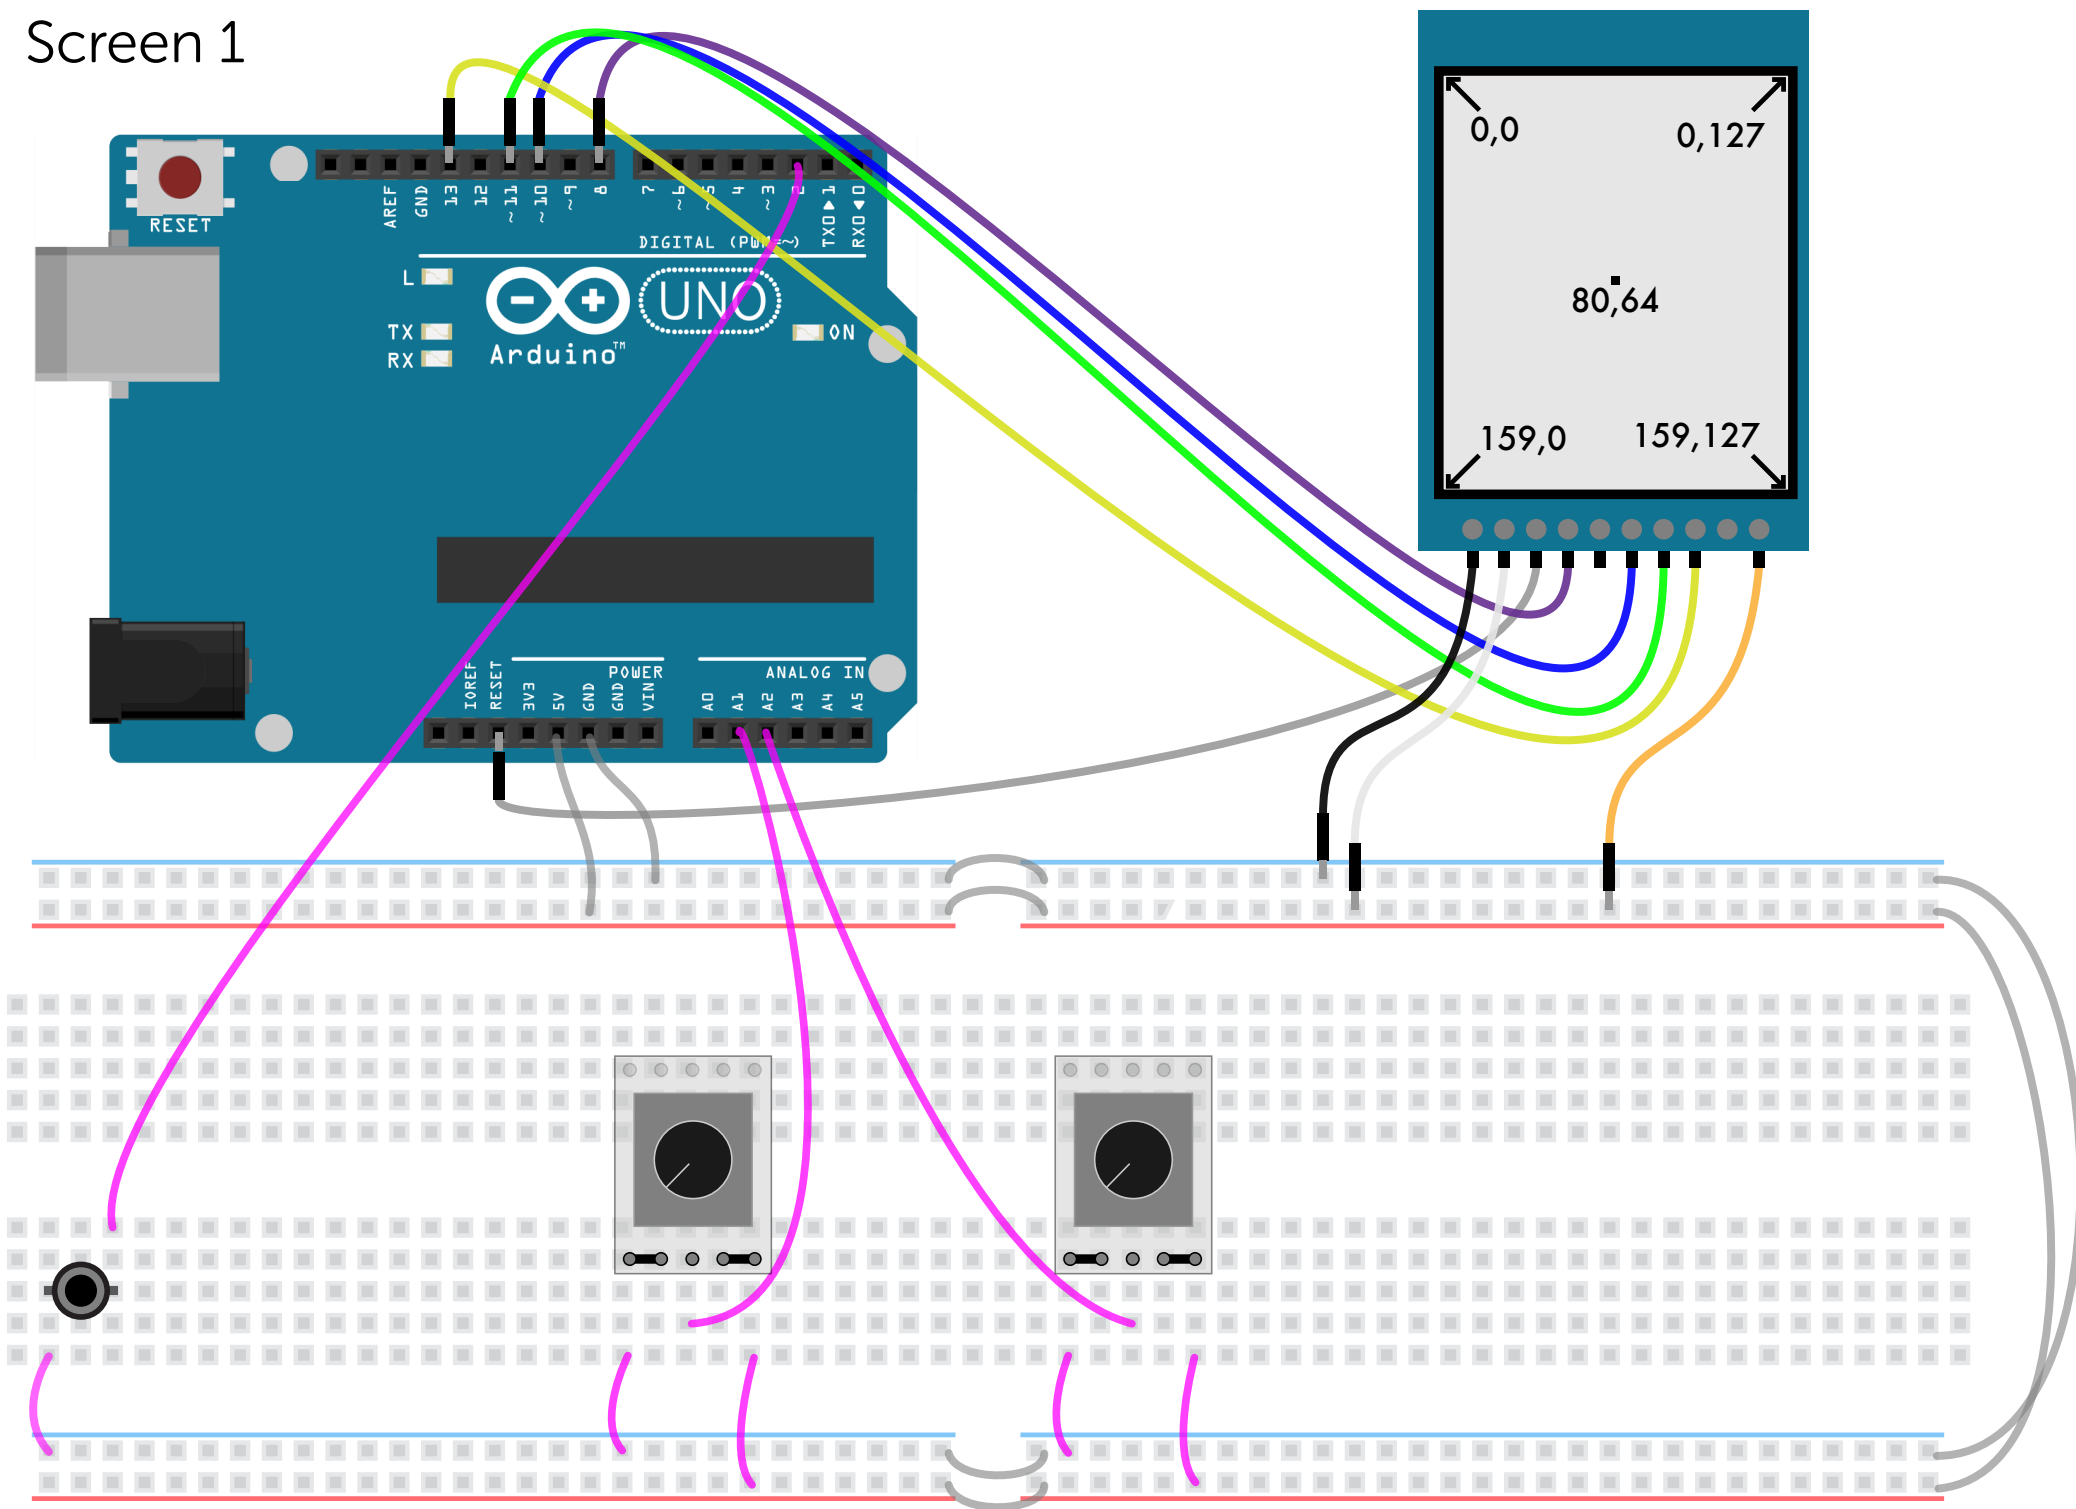 Screen 1
0,0
0,127
80,64
159,0
159,127
RESET
AREF
GND
13
12
~11
~10
~9
8
7
~6
~5
4
~3
2
TX0▶1
RX0◀0
DIGITAL (PWM=~)
L
TX
RX
UNO
ON
Arduino™
POWER
ANALOG IN
IOREF
RESET
3V3
5V
GND
GND
VIN
A0
A1
A2
A3
A4
A5